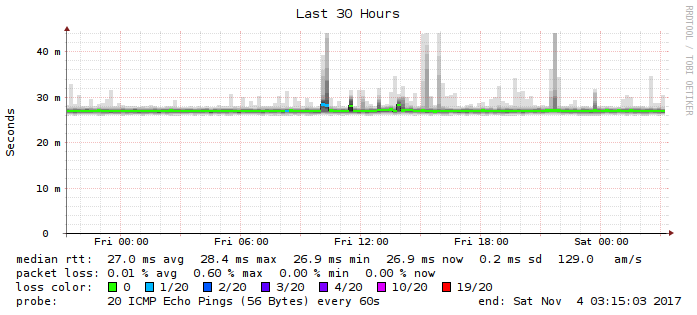 Last 30 Hours
RRDTOOL / TOBI OETIKER
Seconds
40 m
30 m
20 m
10 m
0
Fri 00:00 Fri 06:00 Fri 12:00 Fri 18:00 Sat 00:00
median rtt: 27.0 ms avg 28.4 ms max 26.9 ms min 26.9 ms now 0.2 ms sd 129.0 am/s
packet loss: 0.01 % avg 0.60 % max 0.00 % min 0.00 % now
loss color: 0 1/20 2/20 3/20 4/20 10/20 19/20
probe: 20 ICMP Echo Pings (56 Bytes) every 60s end: Sat Nov 4 03:15:03 2017